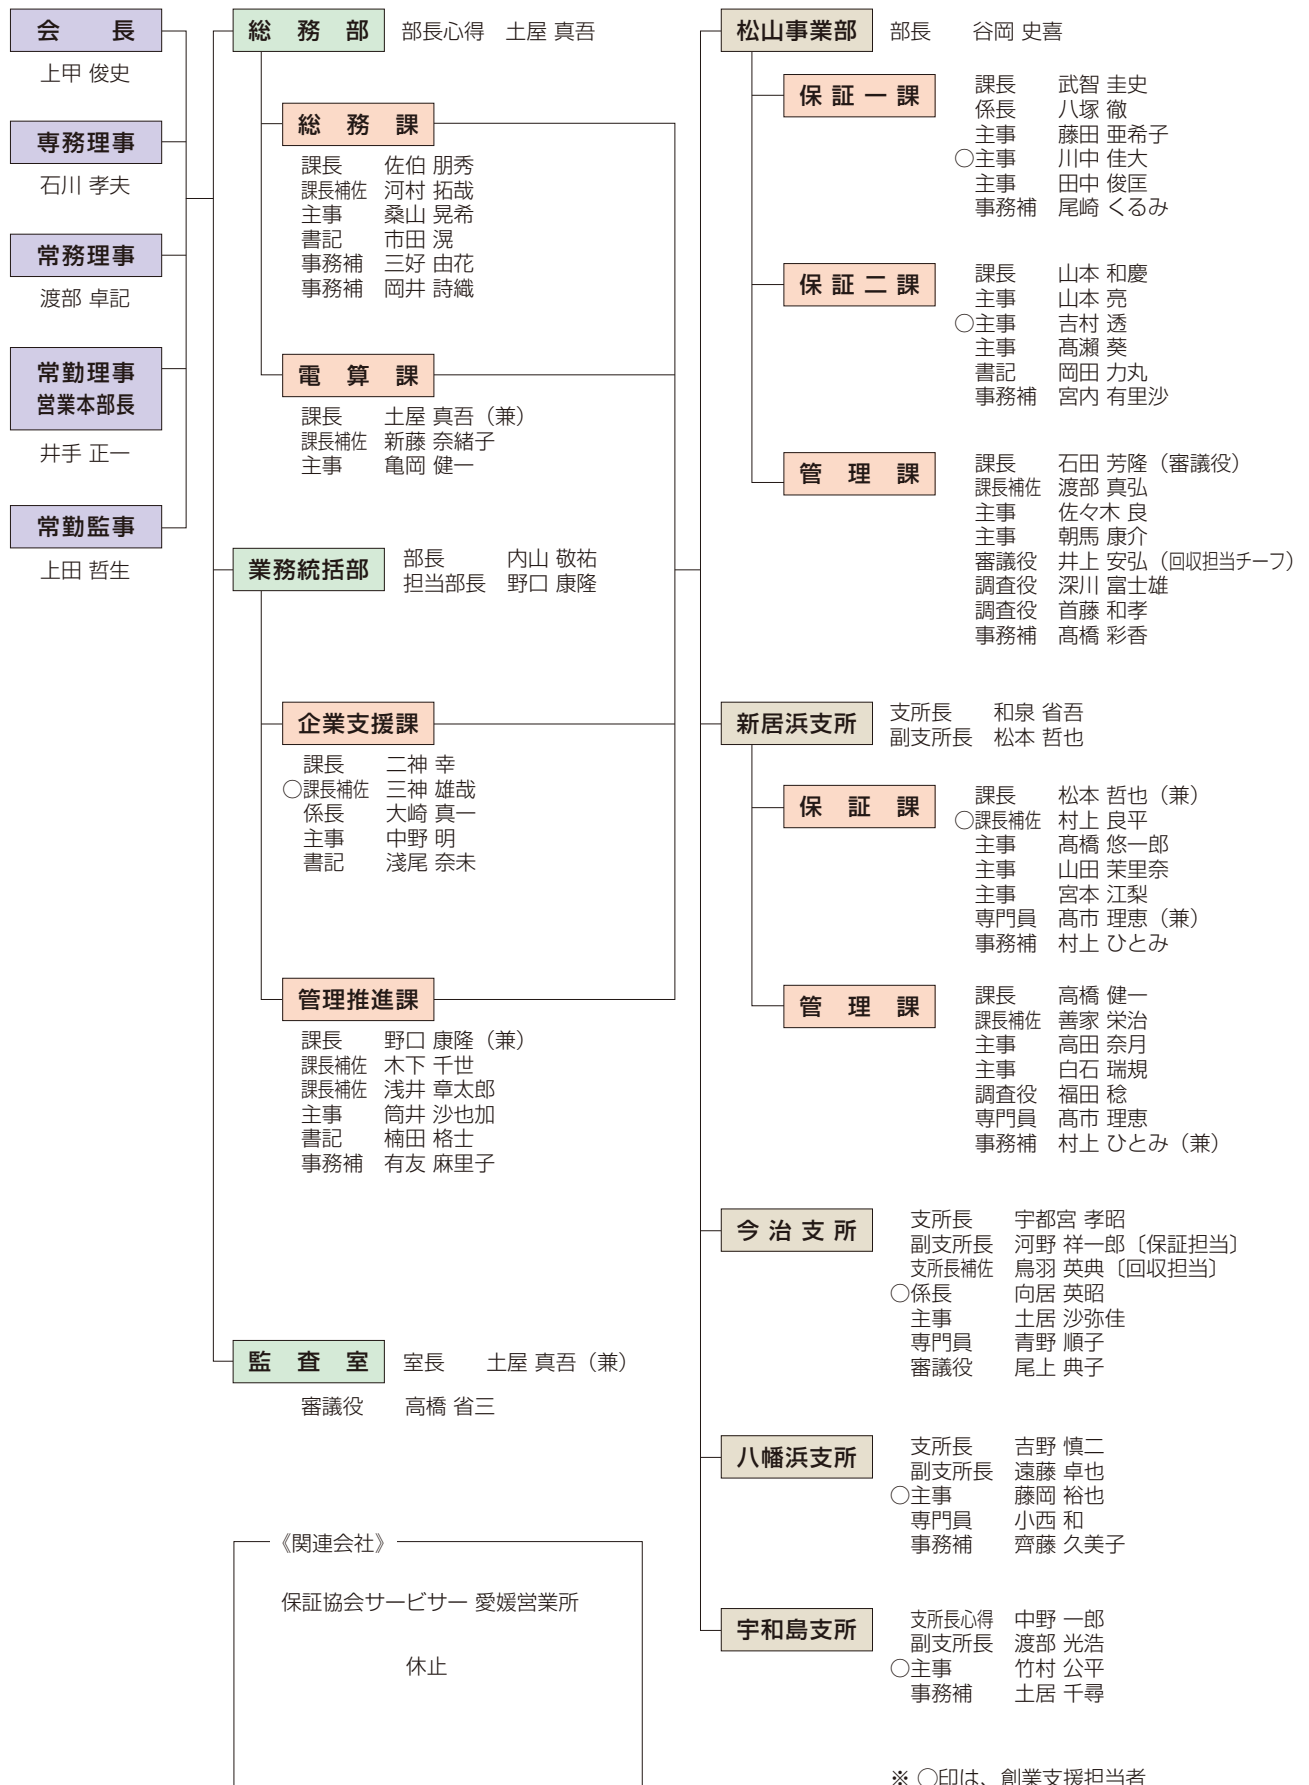 会長
上甲 俊史
専務理事
石川 孝夫
常務理事
渡部 卓記
常勤理事
営業本部長
井手 正一
常勤監事
上田 哲生
総務部 部長心得 土屋 真吾
総務課
課長 佐伯 朋秀
課長補佐 河村 拓哉
主事 桑山 晃希
書記 市田 滉
事務補 三好 由花
事務補 岡井 詩織
電算課
課長 土屋 真吾（兼）
課長補佐 新藤 奈緒子
主事 亀岡 健一
業務統括部
部長 内山 敬祐
担当部長 野口 康隆
企業支援課
課長 二神 幸
○課長補佐 三神 雄哉
係長 大崎 真一
主事 中野 明
書記 淺尾 奈未
管理推進課
課長 野口 康隆（兼）
課長補佐 木下 千世
課長補佐 浅井 章太郎
主事 筒井 沙也加
書記 楠田 格士
事務補 有友 麻里子
監査室 室長 土屋 真吾（兼）
審議役 高橋 省三
《関連会社》
保証協会サービサー 愛媛営業所
休止
松山事業部 部長 谷岡 史喜
保証一課
課長 武智 圭史
係長 八塚 徹
主事 藤田 亜希子
○主事 川中 佳大
主事 田中 俊匡
事務補 尾崎 くるみ
保証二課
課長 山本 和慶
主事 山本 亮
○主事 吉村 透
主事 髙瀨 葵
書記 岡田 力丸
事務補 宮内 有里沙
管理課
課長 石田 芳隆（審議役）
課長補佐 渡部 真弘
主事 佐々木 良
主事 朝馬 康介
審議役 井上 安弘（回収担当チーフ）
調査役 深川 富士雄
調査役 首藤 和孝
事務補 髙橋 彩香
新居浜支所
支所長 和泉 省吾
副支所長 松本 哲也
保証課
課長 松本 哲也（兼）
○課長補佐 村上 良平
主事 髙橋 悠一郎
主事 山田 茉里奈
主事 宮本 江梨
専門員 髙市 理恵（兼）
事務補 村上 ひとみ
管理課
課長 高橋 健一
課長補佐 善家 栄治
主事 高田 奈月
主事 白石 瑞規
調査役 福田 稔
専門員 髙市 理恵
事務補 村上 ひとみ（兼）
今治支所
支所長 宇都宮 孝昭
副支所長 河野 祥一郎〔保証担当〕
支所長補佐 鳥羽 英典〔回収担当〕
○係長 向居 英昭
主事 土居 沙弥佳
専門員 青野 順子
審議役 尾上 典子
八幡浜支所
支所長 吉野 慎二
副支所長 遠藤 卓也
○主事 藤岡 裕也
専門員 小西 和
事務補 齊藤 久美子
宇和島支所
支所長心得 中野 一郎
副支所長 渡部 光浩
○主事 竹村 公平
事務補 土居 千尋
※ ○印は、創業支援担当者